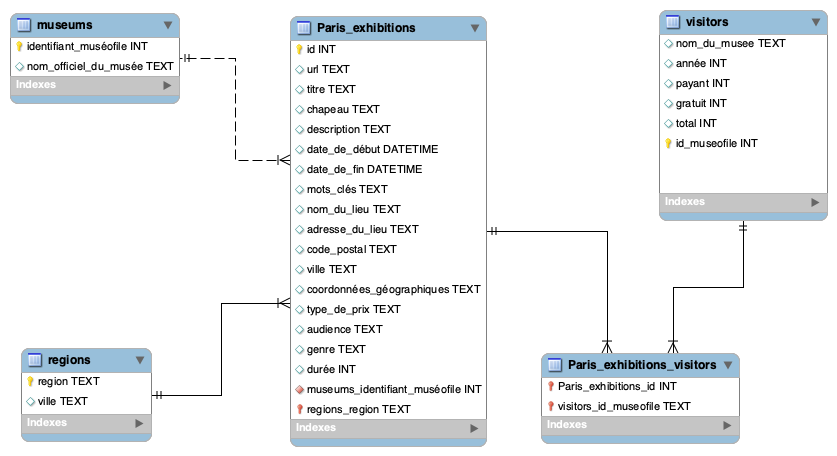 museums
identifiant_muséofile INT
nom_officiel_du_musée TEXT
Indexes
Paris_exhibitions
id INT
url TEXT
titre TEXT
chapeau TEXT
description TEXT
date_de_début DATETIME
date_de_fin DATETIME
mots_clés TEXT
nom_du_lieu TEXT
adresse_du_lieu TEXT
code_postal TEXT
ville TEXT
coordonnées_géographiques TEXT
type_de_prix TEXT
audience TEXT
genre TEXT
durée INT
museums_identifiant_muséofile INT
regions_region TEXT
Indexes
visitors
nom_du_musee TEXT
année INT
payant INT
gratuit INT
total INT
id_museofile INT
Indexes
regions
region TEXT
ville TEXT
Indexes
Paris_exhibitions_visitors
Paris_exhibitions_id INT
visitors_id_museofile TEXT
Indexes